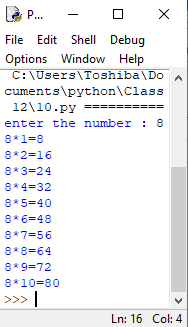 P...
File Edit Shell Debug
Options Window Help
C:\Users\Toshiba\Do
cuments\python\Class
12\10.py ==========
enter the number : 8
8*1=8
8*2=16
8*3=24
8*4=32
8*5=40
8*6=48
8*7=56
8*8=64
8*9=72
8*10=80
>>>
Ln: 16 Col: 4